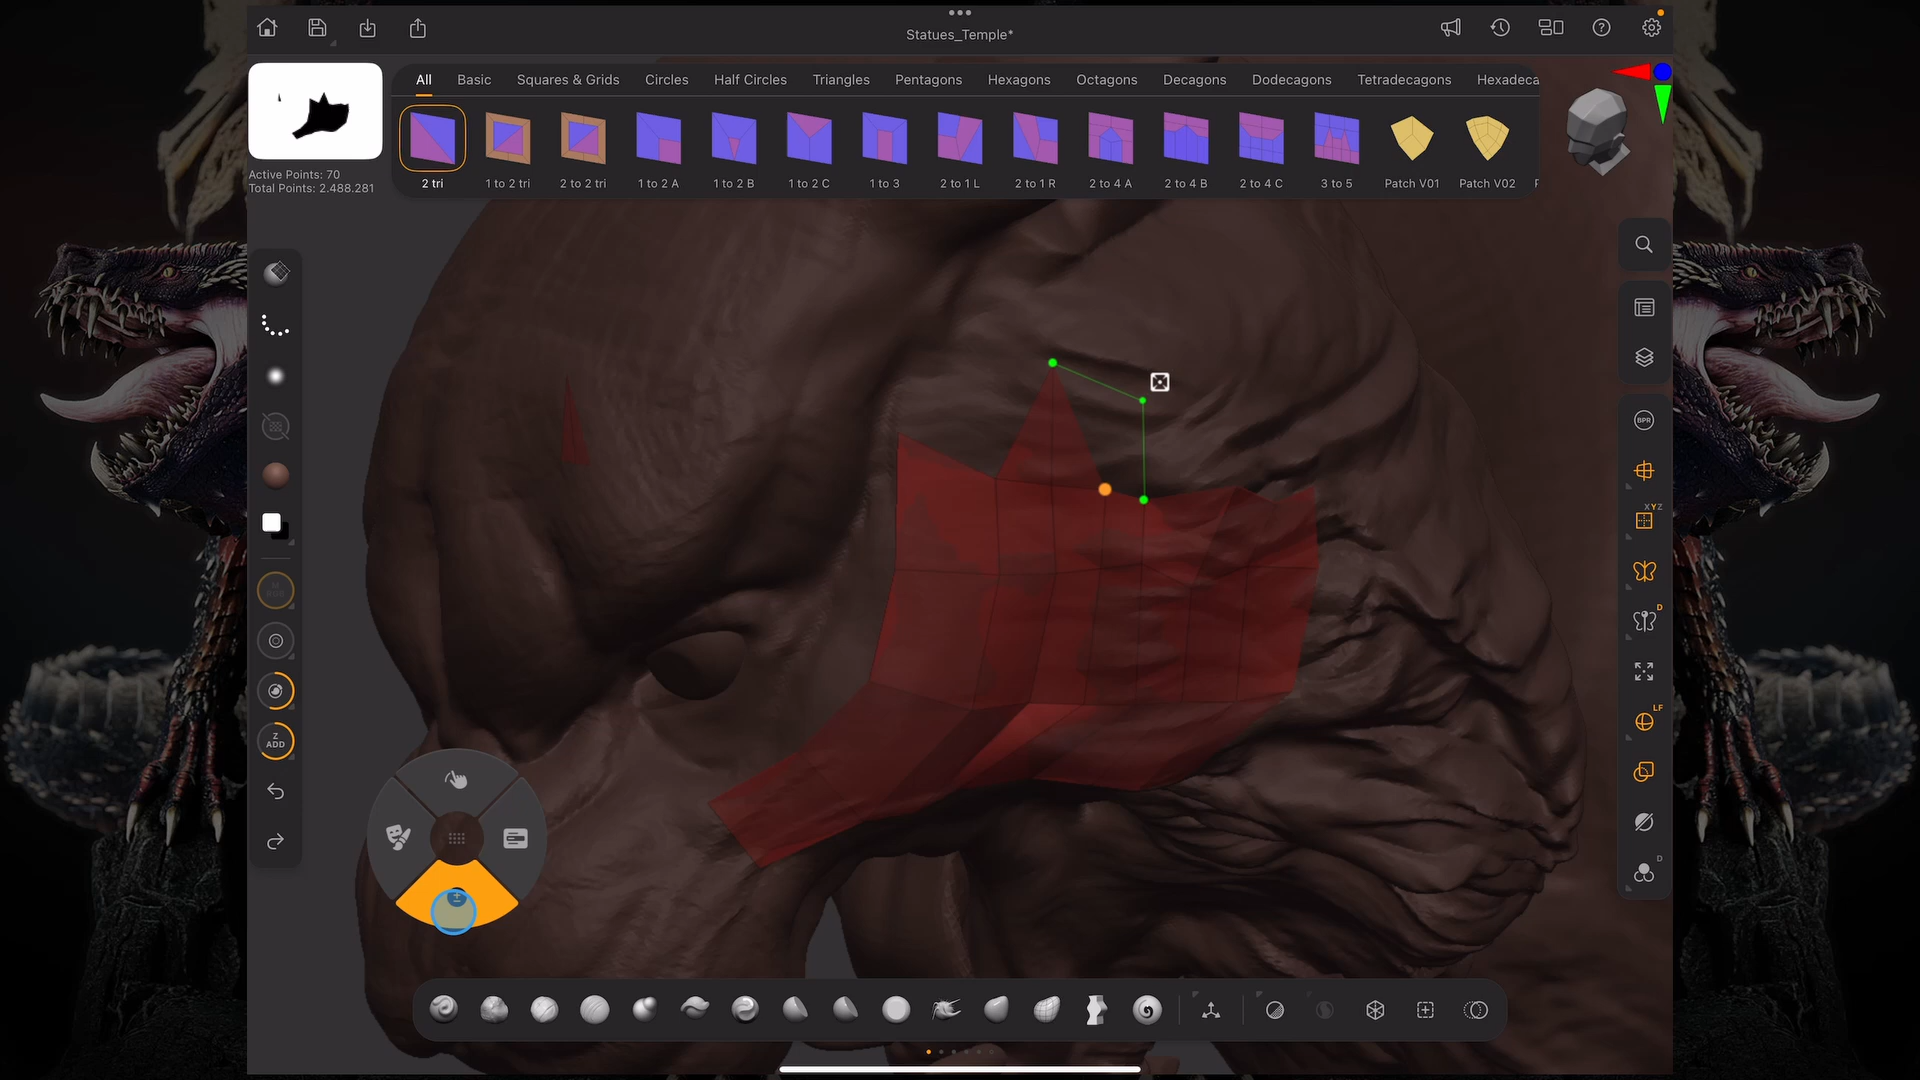 Statues_Temple*
All Basic Squares & Grids Circles Half Circles Triangles Pentagons Hexagons Octagons Decagons Dodecagons Tetradecagons Hexadeca
2 tri 1 to 2 tri 2 to 2 tri 1 to 2 A 1 to 2 B 1 to 2 C 1 to 3 2 to 1 L 2 to 1 R 2 to 4 A 2 to 4 B 2 to 4 C 3 to 5 Patch V01 Patch V02
Active Points: 70
Total Points: 2.488.281
BPR
XYZ
D
LF
D
Z
ADD